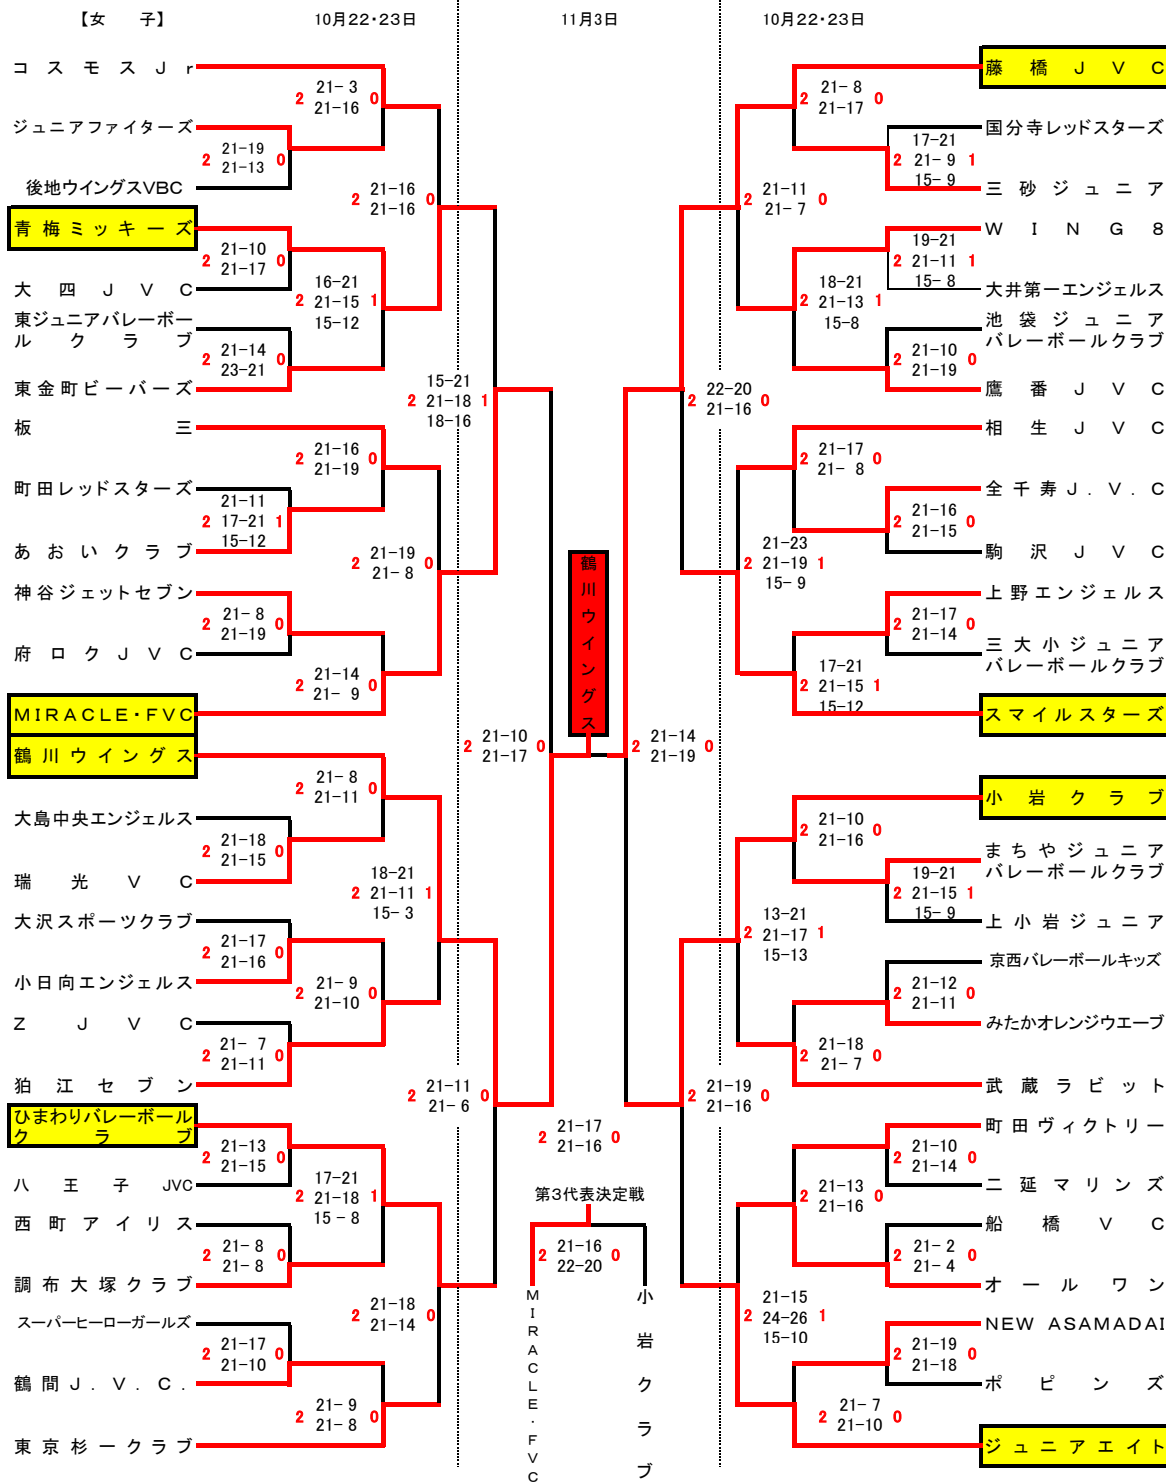 【女 子】 10月22・23日 11月3日 10月22・23日
コスモスJr
2 21-3 0
21-16
ジュニアファイターズ
2 21-19 0
21-13
後地ウイングスVBC
2 21-16 0
21-16
青梅ミッキーズ
2 21-10 0
21-17
大四JVC
16-21
2 21-15 1
15-12
東ジュニアバレーボー
ルクラブ
2 21-14 0
23-21
東金町ビーバーズ
15-21
2 21-18 1
18-16
板三
2 21-16 0
21-19
町田レッドスターズ
21-11
2 17-21 1
15-12
あおいクラブ
2 21-19 0
21-8
神谷ジェットセブン
2 21-8 0
21-19
府ロクJVC
2 21-14 0
21-9
MIRACLE・FVC
2 21-10 0
21-17
鶴川ウイングス
2 21-8 0
21-11
大島中央エンジェルス
2 21-18 0
21-15
瑞光VC
18-21
2 21-11 1
15-3
大沢スポーツクラブ
2 21-17 0
21-16
小日向エンジェルス
2 21-9 0
21-10
ZJVC
2 21-7 0
21-11
狛江セブン
2 21-11 0
21-6
ひまわりバレーボール
クラブ
2 21-13 0
21-15
八王子JVC
17-21
2 21-18 1
15-8
西町アイリス
2 21-8 0
21-8
調布大塚クラブ
2 21-18 0
21-14
スーパーヒーローガールズ
2 21-17 0
21-10
鶴間J.V.C.
2 21-9 0
21-8
東京杉一クラブ
鶴川ウイングス
2 21-17 0
21-16
第3代表決定戦
2 21-16 0
22-20
MIRACLE・FVC
小岩クラブ
藤橋JVC
2 21-8 0
21-17
国分寺レッドスターズ
17-21
2 21-9 1
15-9
三砂ジュニア
2 21-11 0
21-7
WING8
19-21
2 21-11 1
15-8
大井第一エンジェルス
18-21
2 21-13 1
15-8
池袋ジュニア
バレーボールクラブ
2 21-10 0
21-19
鷹番JVC
2 22-20 0
21-16
相生JVC
2 21-17 0
21-8
全千寿J.V.C
2 21-16 0
21-15
駒沢JVC
21-23
2 21-19 1
15-9
上野エンジェルス
2 21-17 0
21-14
三大小ジュニア
バレーボールクラブ
17-21
2 21-15 1
15-12
スマイルスターズ
2 21-14 0
21-19
小岩クラブ
2 21-10 0
21-16
まちやジュニア
バレーボールクラブ
19-21
2 21-15 1
15-9
上小岩ジュニア
13-21
2 21-17 1
15-13
京西バレーボールキッズ
2 21-12 0
21-11
みたかオレンジウエーブ
2 21-18 0
21-7
武蔵ラビット
2 21-19 0
21-16
町田ヴィクトリー
2 21-10 0
21-14
二延マリンズ
2 21-13 0
21-16
船橋VC
2 21-2 0
21-4
オールワン
21-15
2 24-26 1
15-10
NEW ASAMADAI
2 21-19 0
21-18
ポピンズ
2 21-7 0
21-10
ジュニアエイト